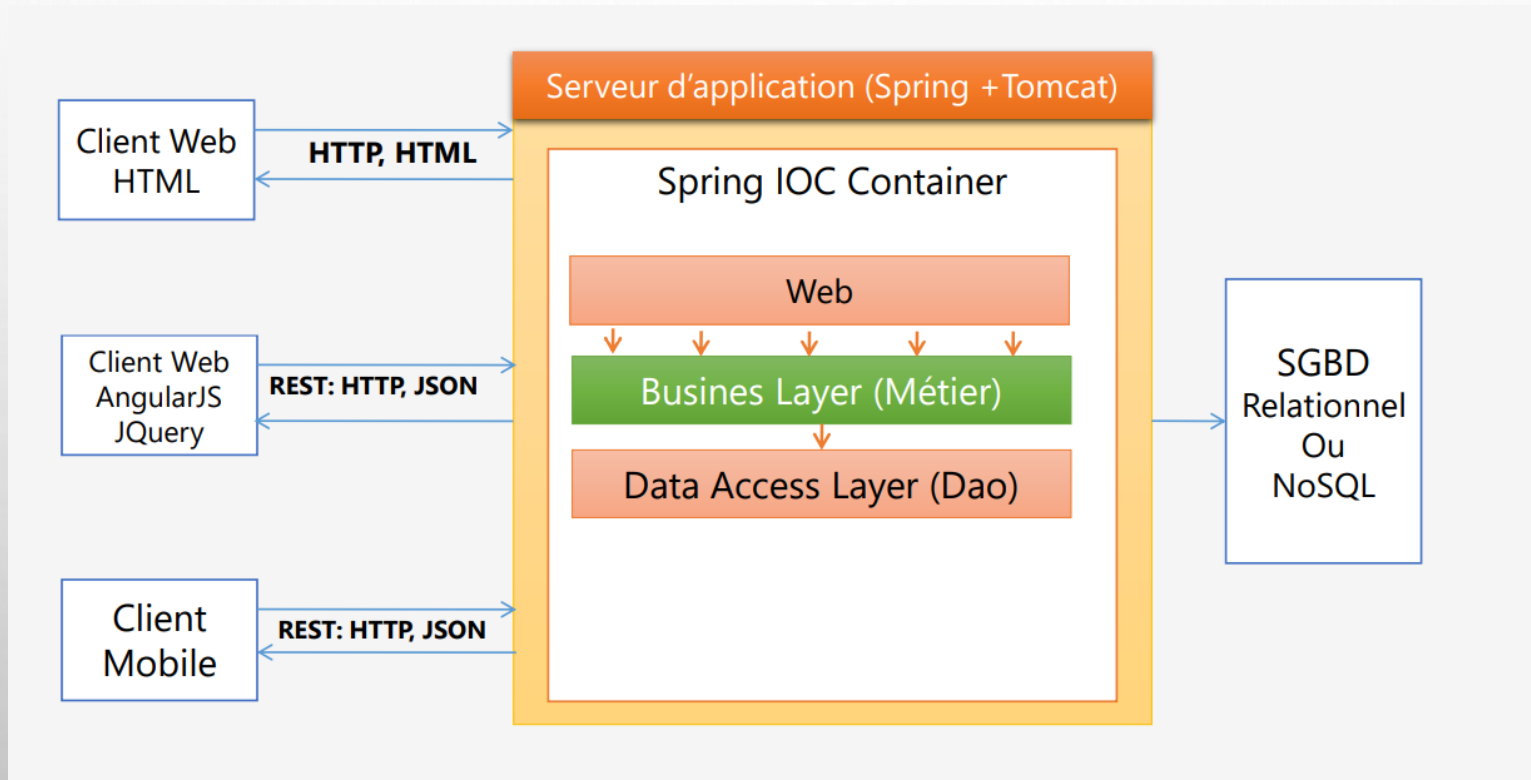 Serveur d'application (Spring +Tomcat)
Client Web
HTML
HTTP, HTML
Spring IOC Container
Web
Client Web
AngularJS
JQuery
REST: HTTP, JSON
Busines Layer (Métier)
Data Access Layer (Dao)
SGBD
Relationnel
Ou
NoSQL
Client
Mobile
REST: HTTP, JSON